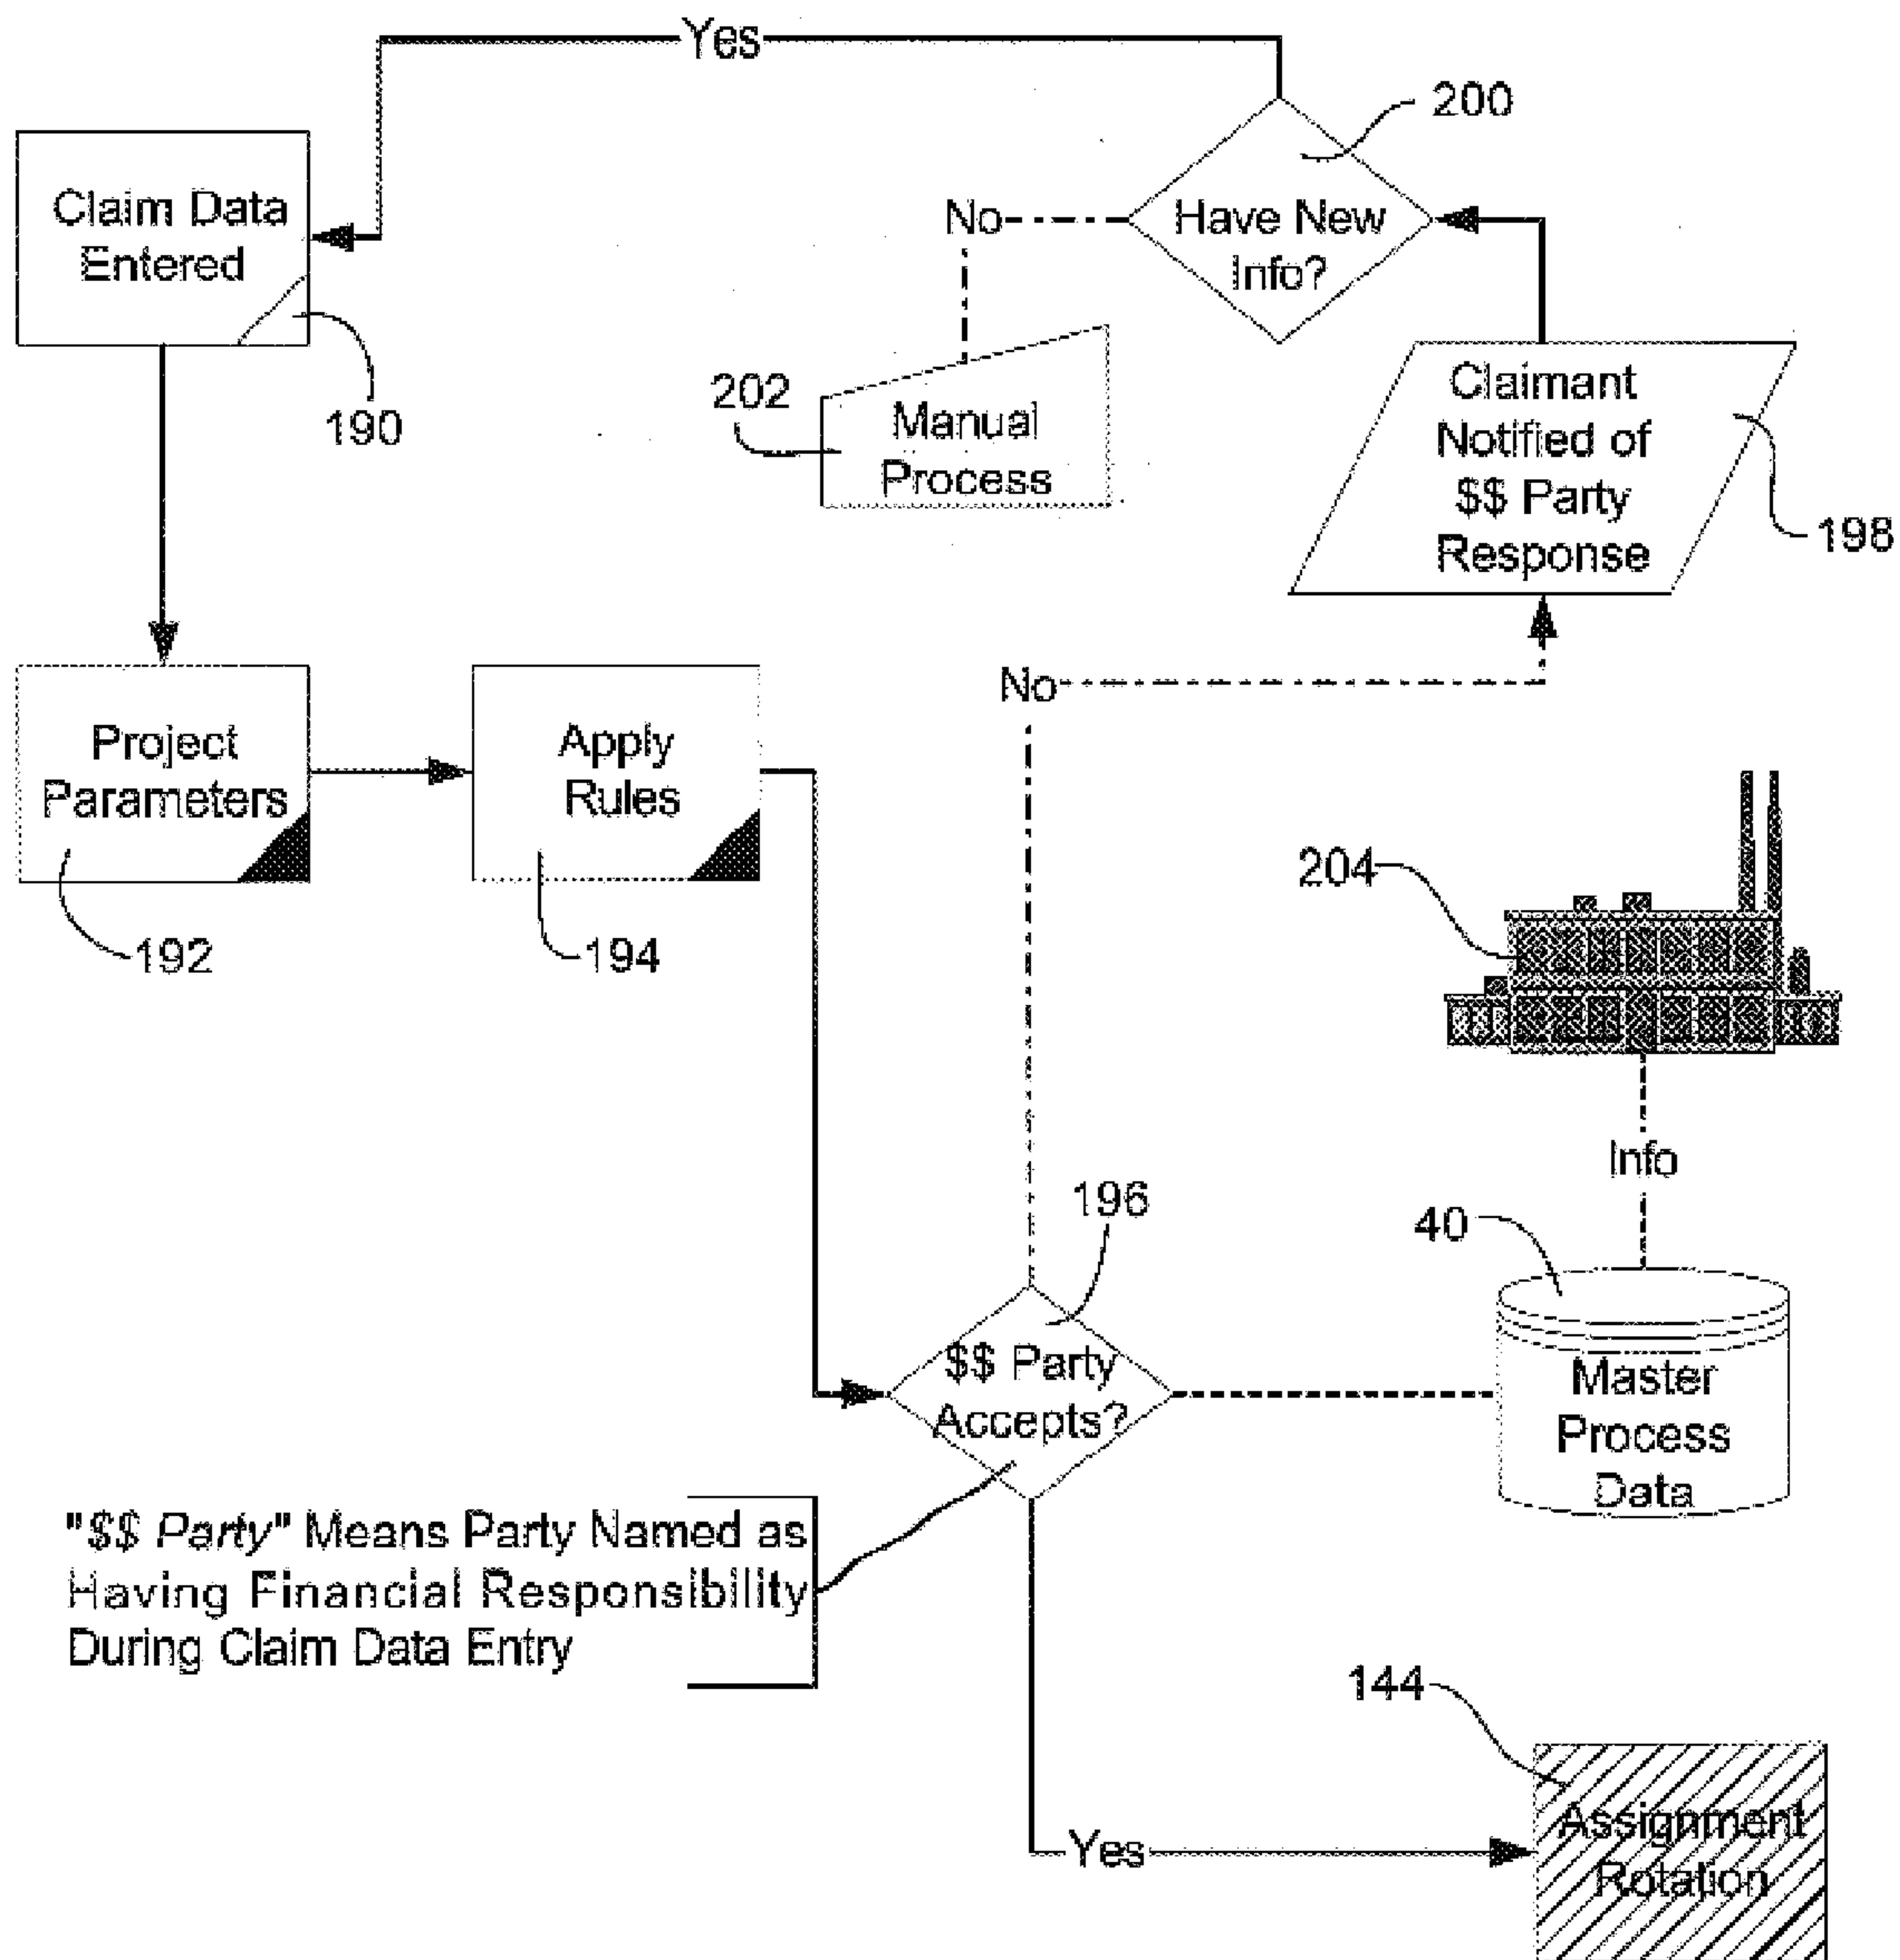 Yes
200
Claim Data
Entered
190
No
Have New
Info?
202
Manual
Process
Claimant
Notified of
$$ Party
Response
198
No
Project
Parameters
192
Apply
Rules
194
204
Info
196
40
$$ Party
Accepts?
Master
Process
Data
"$$ Party" Means Party Named as
Having Financial Responsibility
During Claim Data Entry
144
Yes
Assignment
Rotation